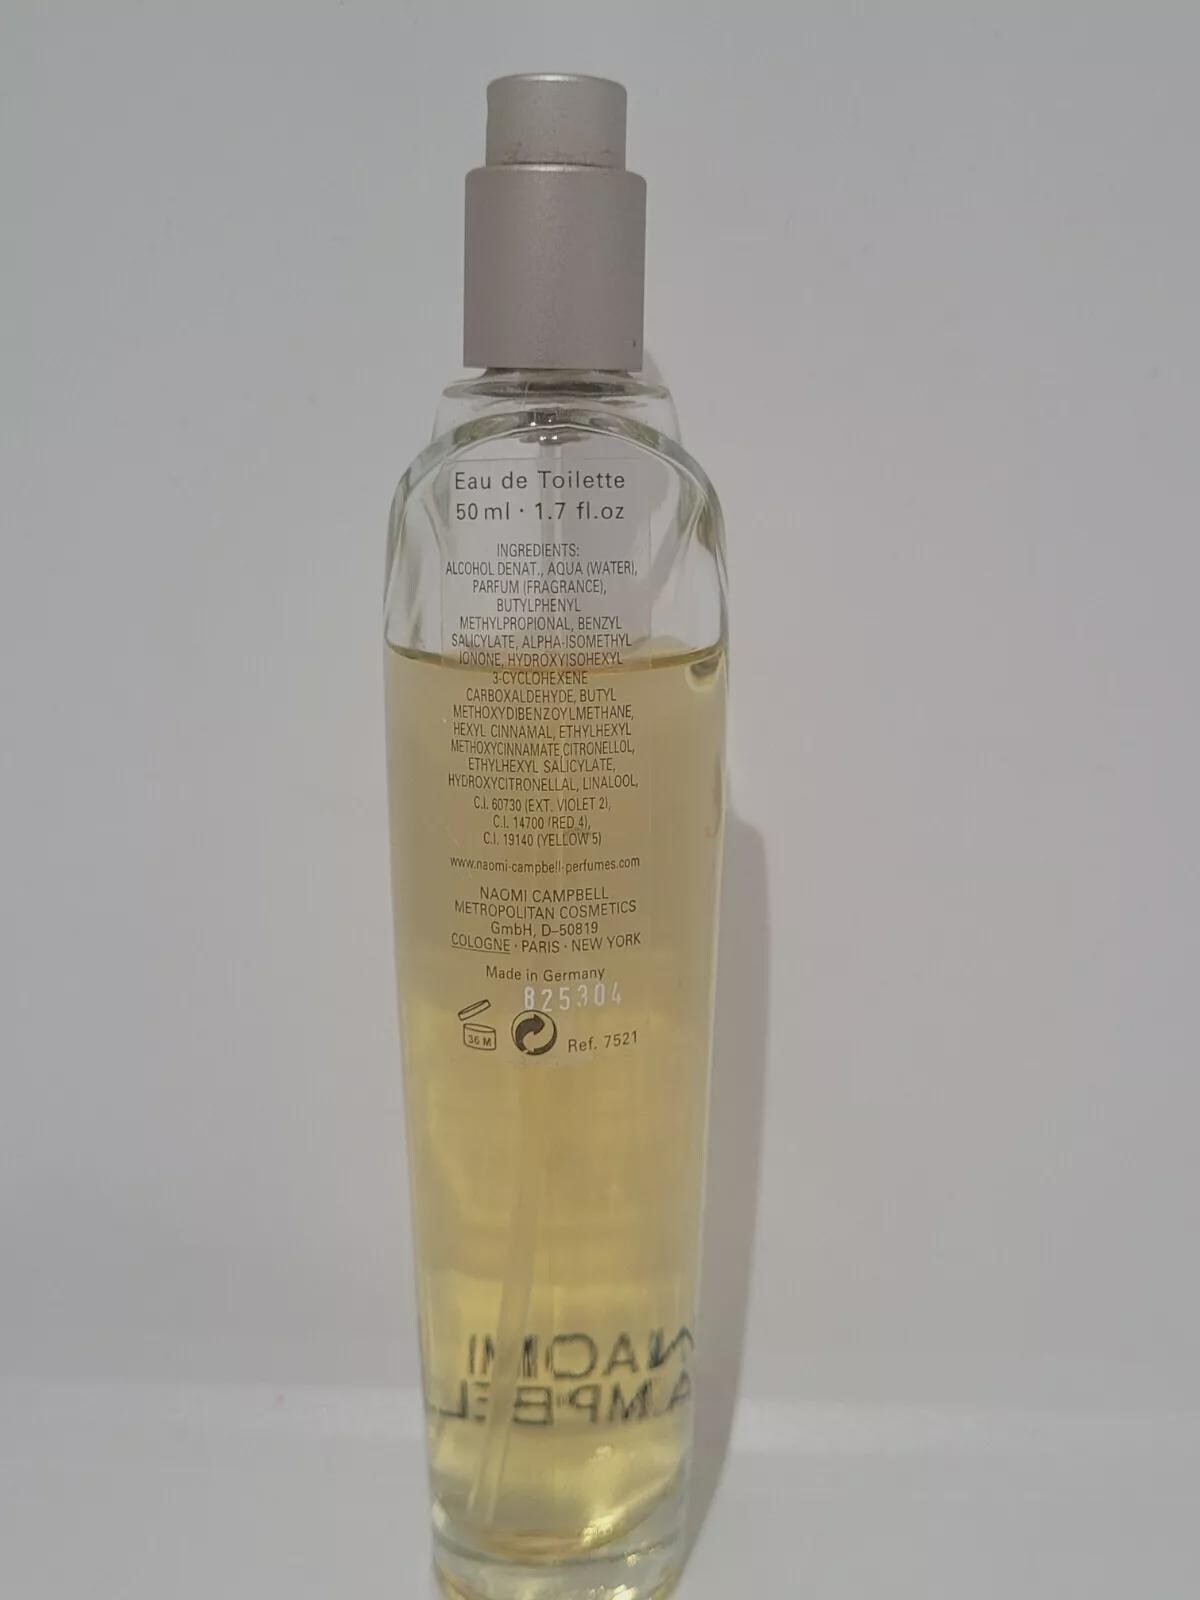 Eau de Toilette
50 ml · 1.7 fl.oz
INGREDIENTS:
ALCOHOL DENAT., AQUA (WATER),
PARFUM (FRAGRANCE),
BUTYLPHENYL
METHYLPROPIONAL, BENZYL
SALICYLATE, ALPHA-ISOMETHYL
IONONE, HYDROXYISOHEXYL
3-CYCLOHEXENE
CARBOXALDEHYDE, BUTYL
METHOXYDIBENZOYLMETHANE,
HEXYL CINNAMAL, ETHYLHEXYL
METHOXYCINNAMATE, CITRONELLOL,
ETHYLHEXYL SALICYLATE,
HYDROXYCITRONELLAL, LINALOOL,
C.I. 60730 (EXT. VIOLET 2),
C.I. 14700 (RED 4),
C.I. 19140 (YELLOW 5)
www.naomi-campbell-perfumes.com
NAOMI CAMPBELL
METROPOLITAN COSMETICS
GmbH, D-50819
COLOGNE · PARIS · NEW YORK
Made in Germany
825304
36 M
Ref. 7521
NAOMI
CAMPBELL